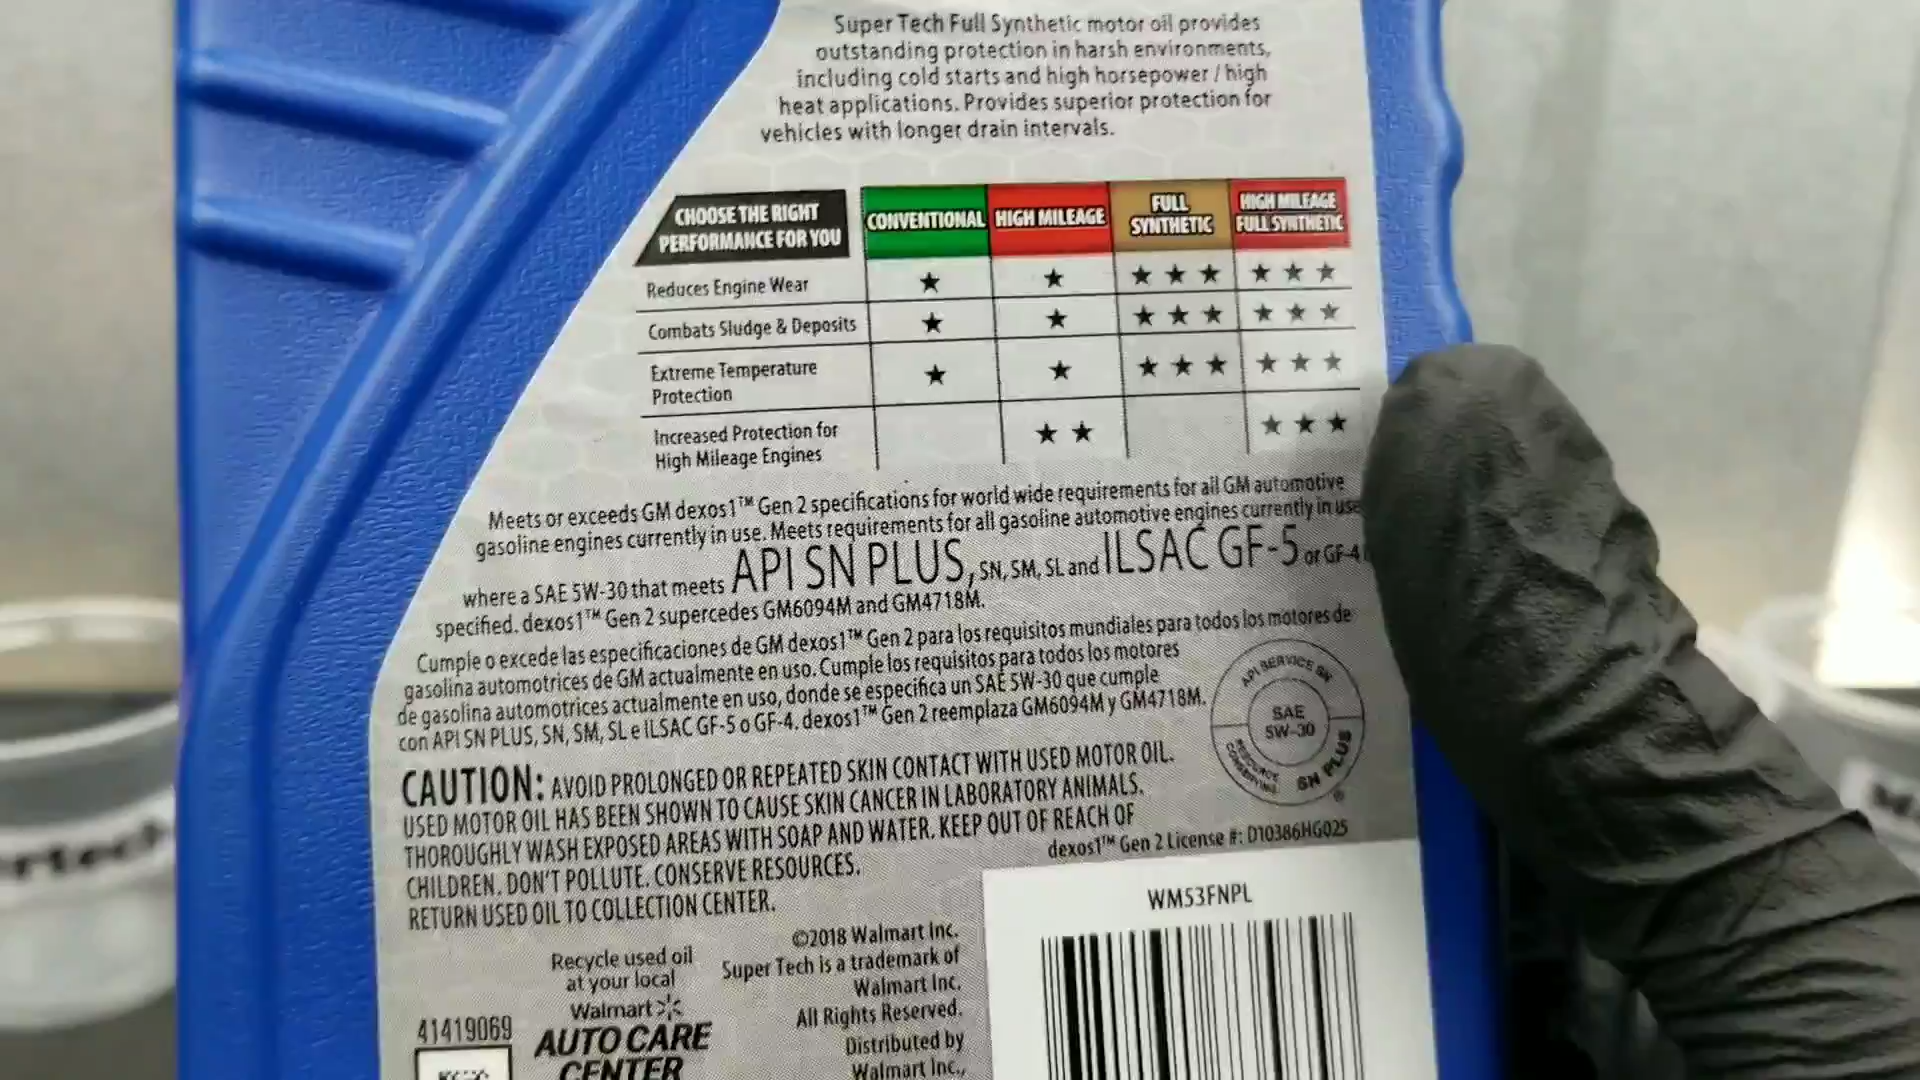 Super Tech Full Synthetic motor oil provides
outstanding protection in harsh environments,
including cold starts and high horsepower / high
heat applications. Provides superior protection for
vehicles with longer drain intervals.
CHOOSE THE RIGHT
PERFORMANCE FOR YOU
CONVENTIONAL
HIGH MILEAGE
FULL
SYNTHETIC
HIGH MILEAGE
FULL SYNTHETIC
Reduces Engine Wear ★ ★ ★ ★ ★ ★ ★ ★
Combats Sludge & Deposits ★ ★ ★ ★ ★ ★ ★ ★
Extreme Temperature
Protection ★ ★ ★ ★ ★ ★ ★ ★
Increased Protection for
High Mileage Engines ★ ★ ★ ★ ★
Meets or exceeds GM dexos1™ Gen 2 specifications for world wide requirements for all GM automotive
gasoline engines currently in use. Meets requirements for all gasoline automotive engines currently in use
where a SAE 5W-30 that meets API SN PLUS, SN, SM, SL and ILSAC GF-5 or GF-4
specified. dexos1™ Gen 2 supercedes GM6094M and GM4718M.
Cumple o excede las especificaciones de GM dexos1™ Gen 2 para los requisitos mundiales para todos los motores de
gasolina automotrices de GM actualmente en uso. Cumple los requisitos para todos los motores
de gasolina automotrices actualmente en uso, donde se especifica un SAE 5W-30 que cumple
con API SN PLUS, SN, SM, SL e ILSAC GF-5 o GF-4. dexos1™ Gen 2 reemplaza GM6094M y GM4718M.
API SERVICE SN
SAE
5W-30
RESOURCE
CONSERVING
SN PLUS
®
CAUTION: AVOID PROLONGED OR REPEATED SKIN CONTACT WITH USED MOTOR OIL.
USED MOTOR OIL HAS BEEN SHOWN TO CAUSE SKIN CANCER IN LABORATORY ANIMALS.
THOROUGHLY WASH EXPOSED AREAS WITH SOAP AND WATER. KEEP OUT OF REACH OF
CHILDREN. DON'T POLLUTE. CONSERVE RESOURCES.
RETURN USED OIL TO COLLECTION CENTER.
dexos1™ Gen 2 License #: D10386HG025
WM53FNPL
Recycle used oil
at your local
Walmart
AUTO CARE
CENTER
41419069
©2018 Walmart Inc.
Super Tech is a trademark of
Walmart Inc.
All Rights Reserved.
Distributed by
Walmart Inc.,